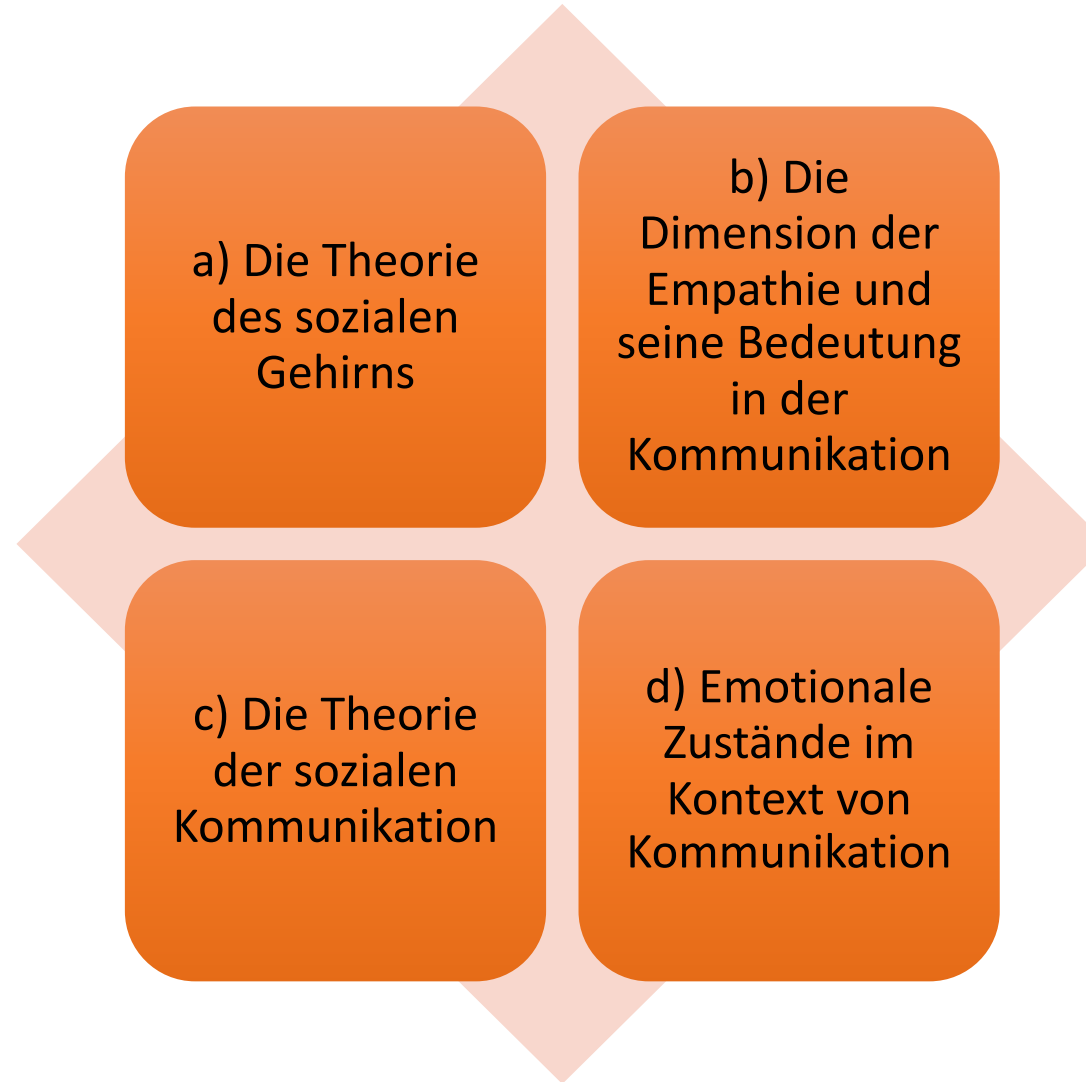 a) Die Theorie
des sozialen
Gehirns
b) Die
Dimension der
Empathie und
seine Bedeutung
in der
Kommunikation
c) Die Theorie
der sozialen
Kommunikation
d) Emotionale
Zustände im
Kontext von
Kommunikation